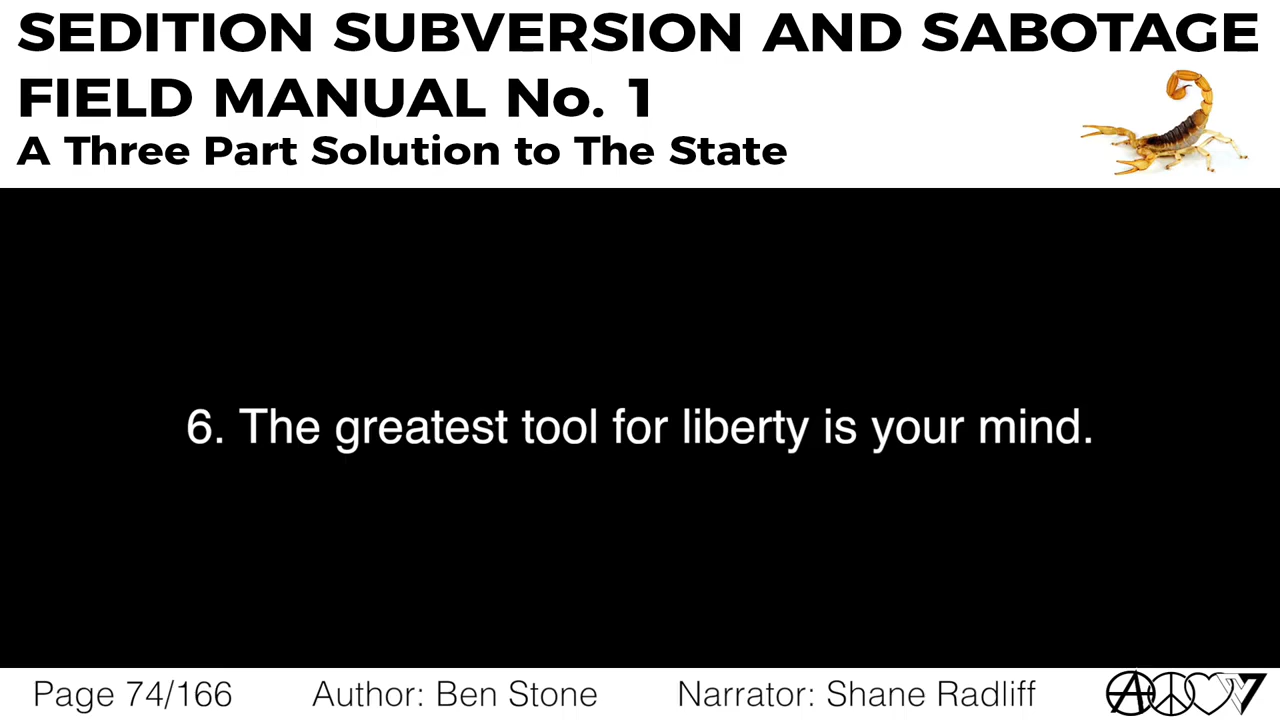 SEDITION SUBVERSION AND SABOTAGE
FIELD MANUAL No. 1
A Three Part Solution to The State
6. The greatest tool for liberty is your mind.
Page 74/166 Author: Ben Stone Narrator: Shane Radliff